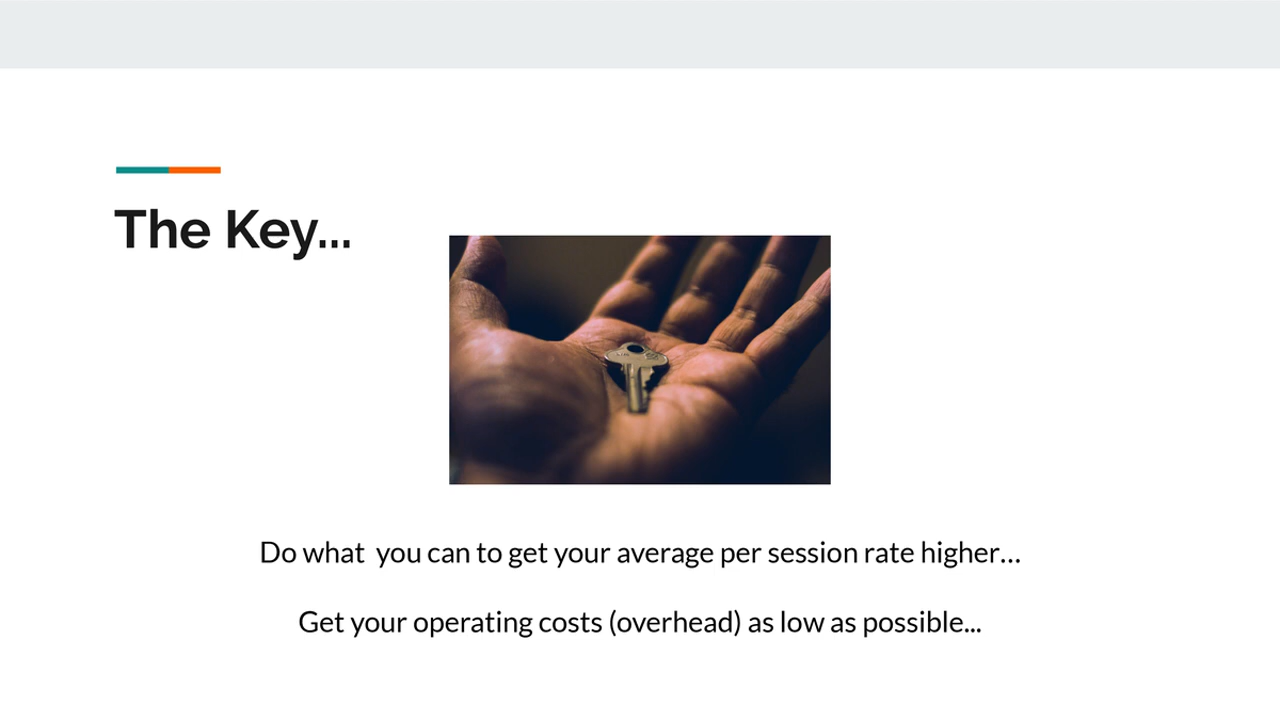 The Key...
Do what  you can to get your average per session rate higher…
Get your operating costs (overhead) as low as possible...